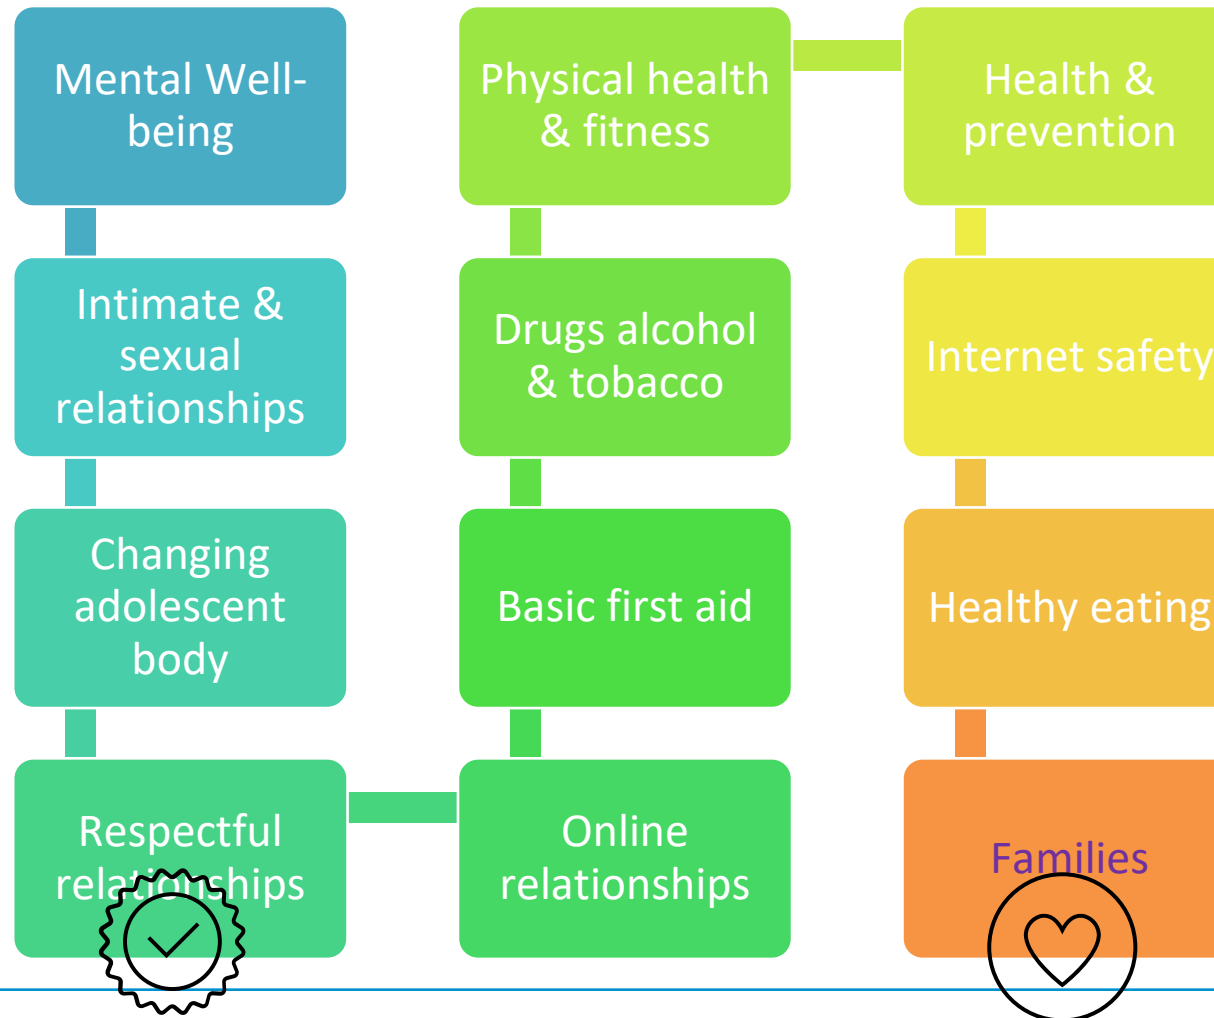 Mental Well-
being
Intimate &
sexual
relationships
Changing
adolescent
body
Respectful
relationships
Online
relationships
Basic first aid
Drugs alcohol
& tobacco
Physical health
& fitness
Health &
prevention
Internet safety
Healthy eating
Families